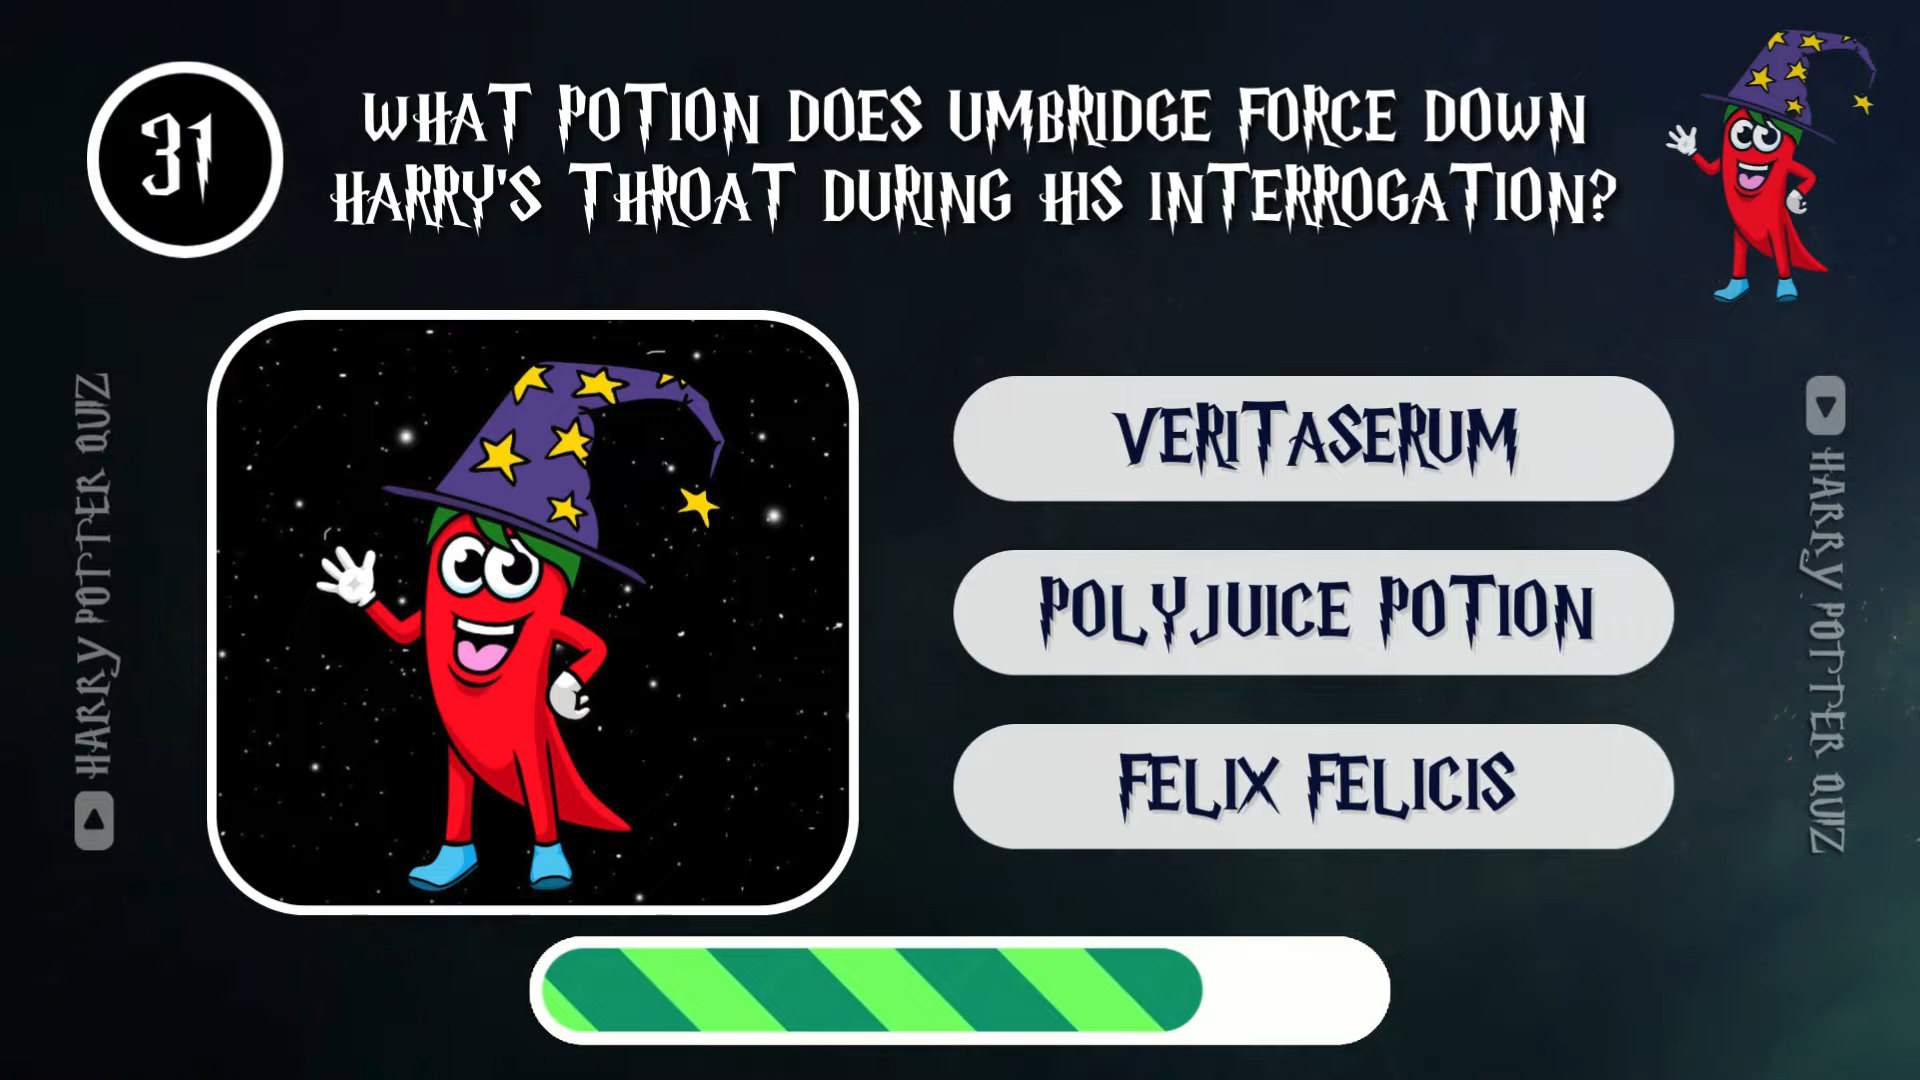 31
WHAT POTION DOES UMBRIDGE FORCE DOWN
HARRY'S THROAT DURING HIS INTERROGATION?
VERITASERUM
POLYJUICE POTION
FELIX FELICIS
HARRY POTTER QUIZ
HARRY POTTER QUIZ